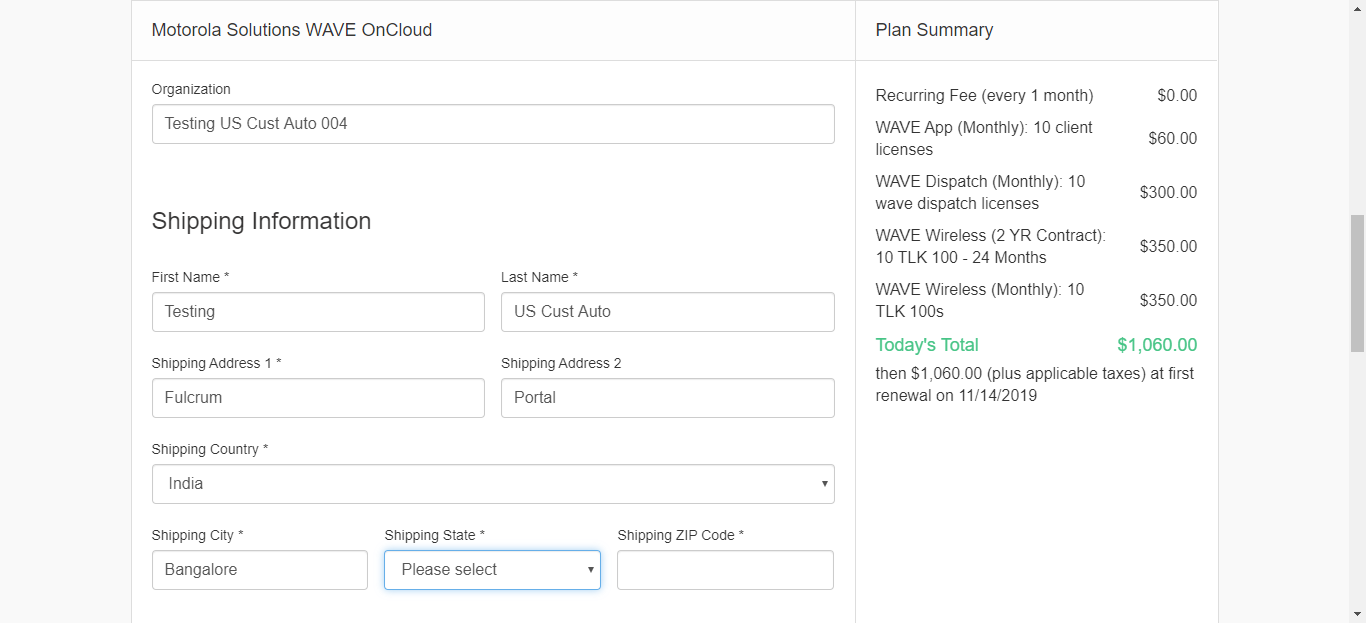 Motorola Solutions WAVE OnCloud
Organization
Testing US Cust Auto 004
Shipping Information
First Name *
Last Name *
Testing
US Cust Auto
Shipping Address 1 *
Shipping Address 2
Fulcrum
Portal
Shipping Country *
India
Shipping City *
Shipping State *
Shipping ZIP Code *
Bangalore
Please select
Plan Summary
Recurring Fee (every 1 month) $0.00
WAVE App (Monthly): 10 client
licenses
$60.00
WAVE Dispatch (Monthly): 10
wave dispatch licenses
$300.00
WAVE Wireless (2 YR Contract):
10 TLK 100 - 24 Months
$350.00
WAVE Wireless (Monthly): 10
TLK 100s
$350.00
Today's Total $1,060.00
then $1,060.00 (plus applicable taxes) at first
renewal on 11/14/2019